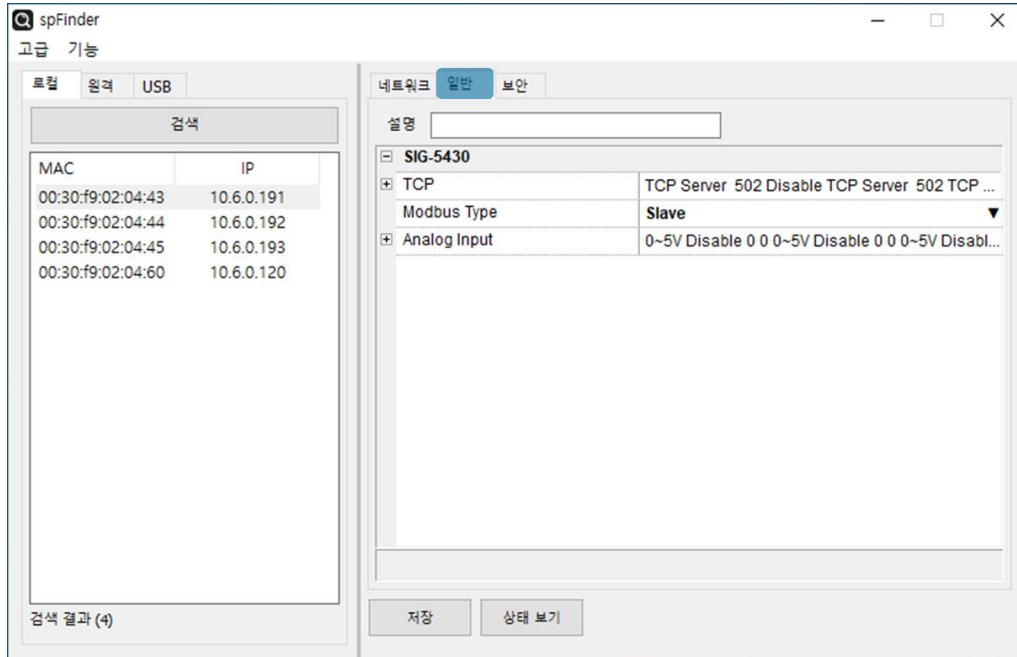 spFinder
고급 기능
로컬 원격 USB
검색
MAC IP
00:30:f9:02:04:43 10.6.0.191
00:30:f9:02:04:44 10.6.0.192
00:30:f9:02:04:45 10.6.0.193
00:30:f9:02:04:60 10.6.0.120
검색 결과 (4)
네트워크 일반 보안
설명
SIG-5430
TCP TCP Server 502 Disable TCP Server 502 TCP ...
Modbus Type Slave
Analog Input 0~5V Disable 0 0 0~5V Disable 0 0 0~5V Disabl...
저장 상태 보기